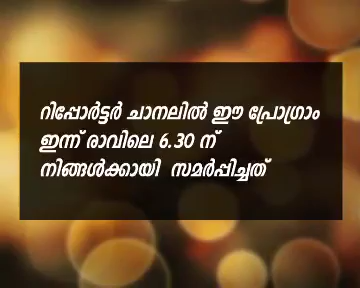 റിപ്പോർട്ടർ ചാനലിൽ ഈ പ്രോഗ്രാം
ഇന്ന് രാവിലെ 6.30 ന്
നിങ്ങൾക്കായി സമർപ്പിച്ചത്